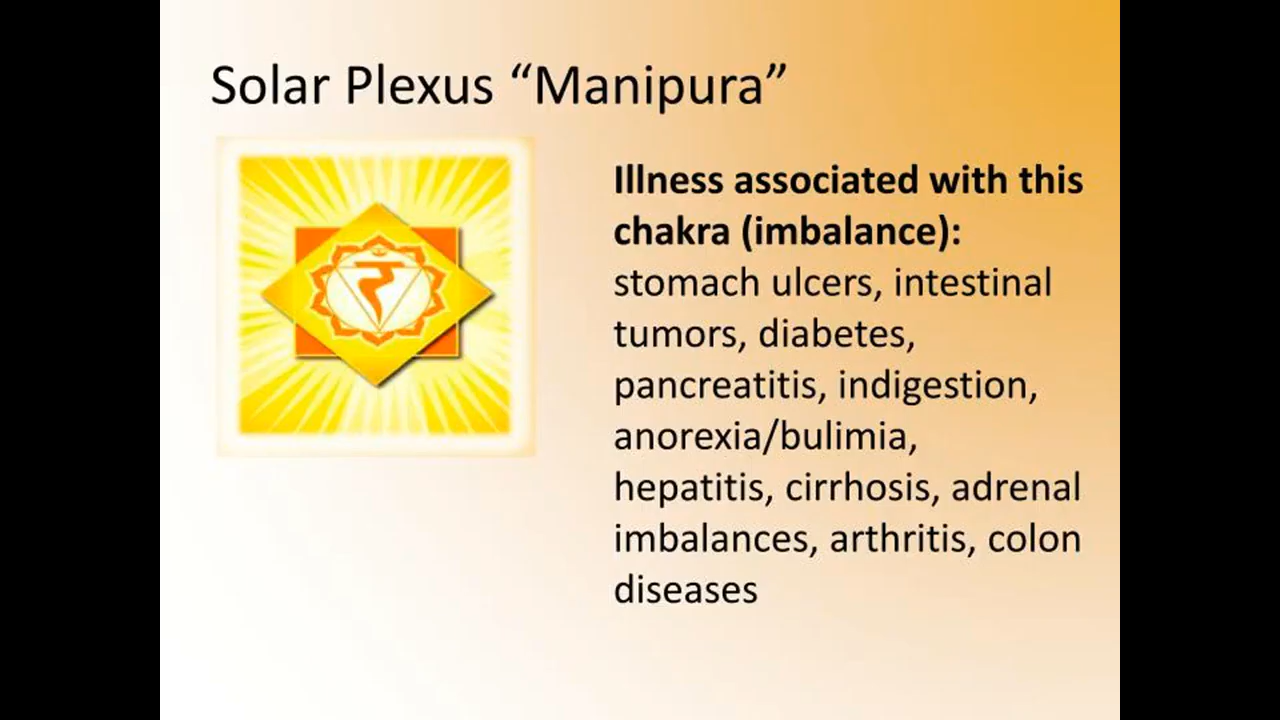 Solar Plexus “Manipura”
रं
Illness associated with this
chakra (imbalance):
stomach ulcers, intestinal
tumors, diabetes,
pancreatitis, indigestion,
anorexia/bulimia,
hepatitis, cirrhosis, adrenal
imbalances, arthritis, colon
diseases